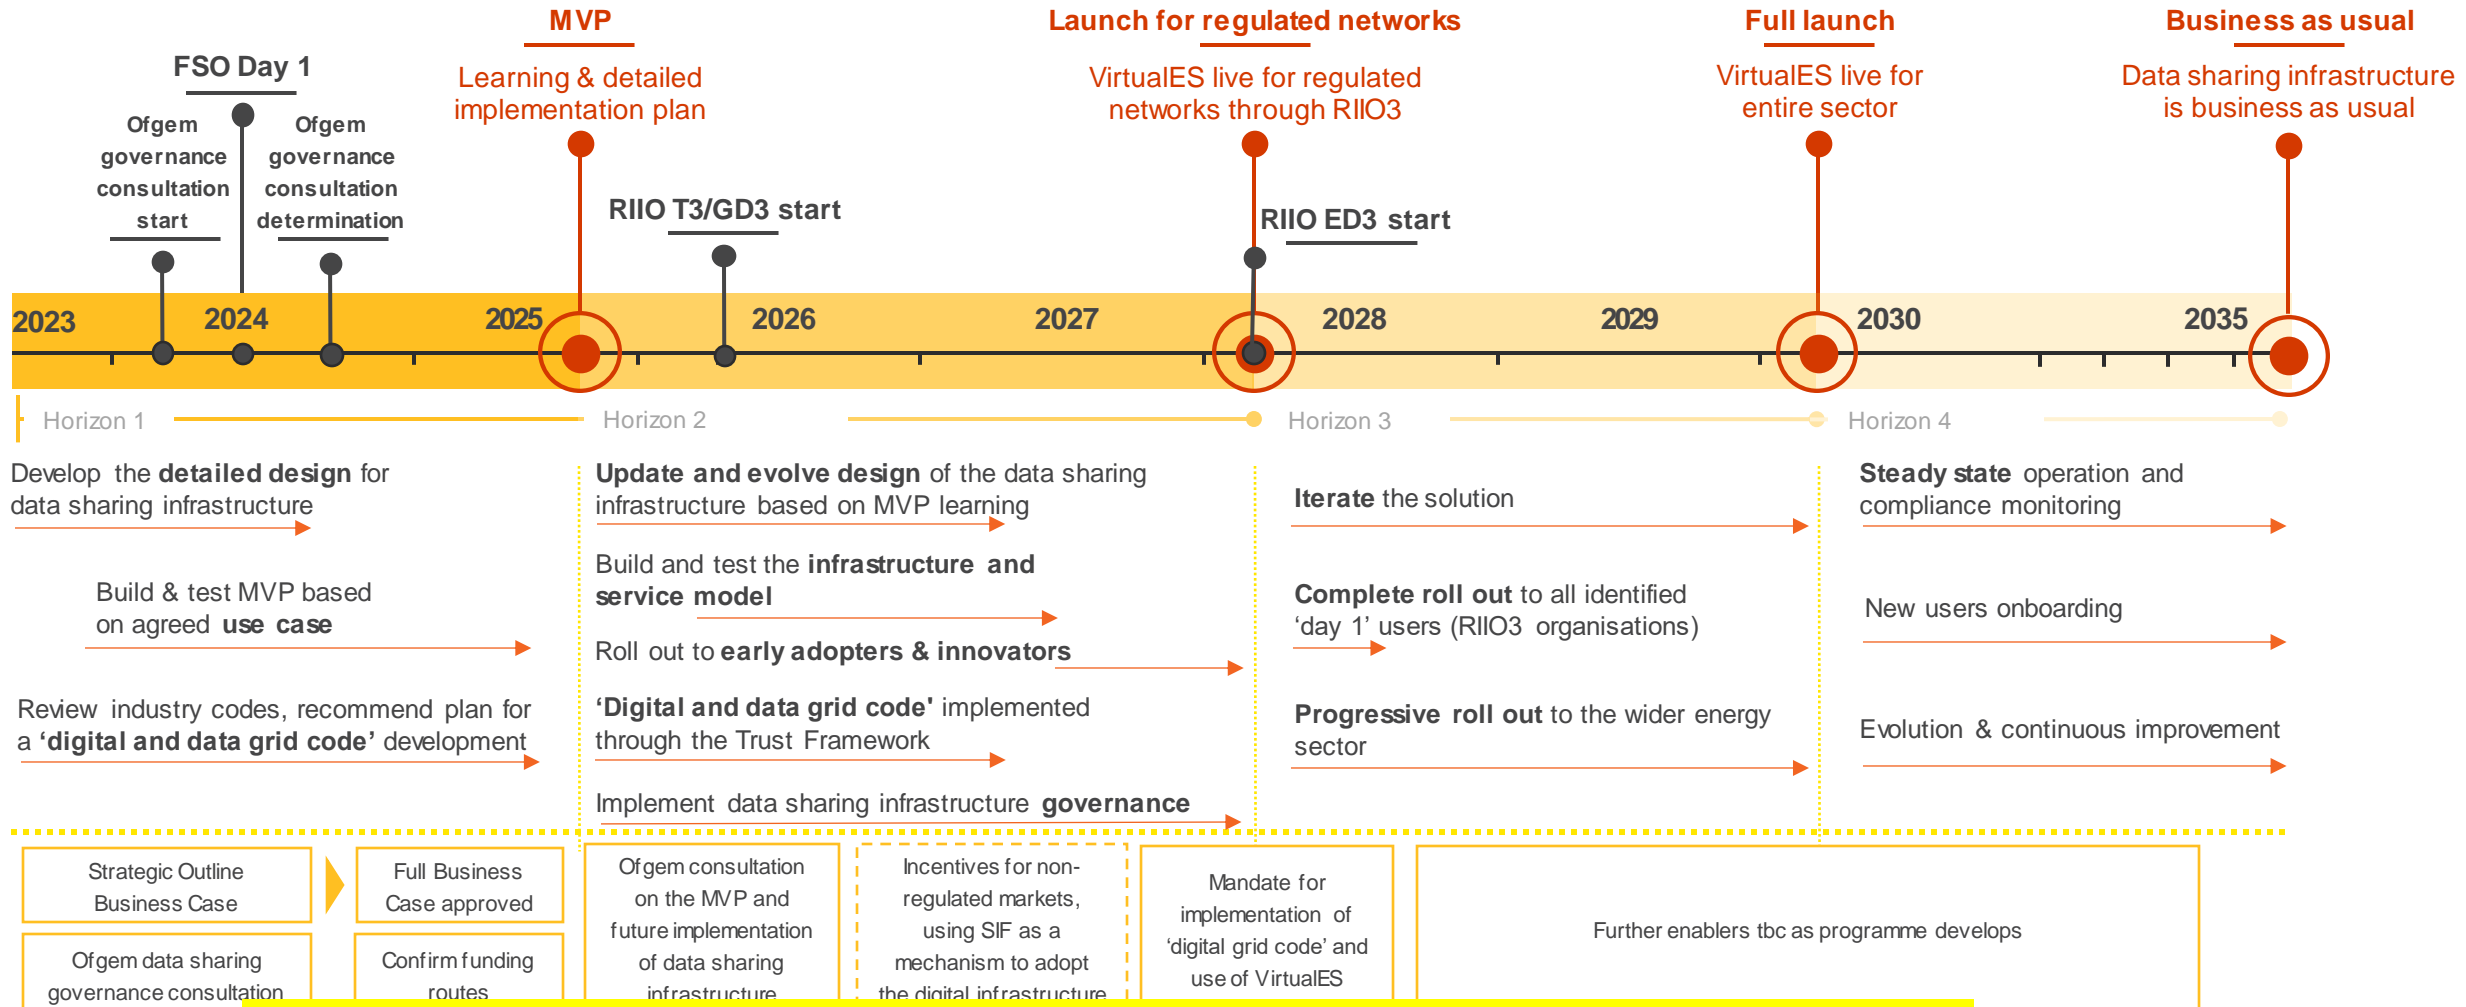 MVP
Launch for regulated networks
Full launch
Business as usual
FSO Day 1
Learning & detailed
implementation plan
VirtualES live for regulated
networks through RIIO3
VirtualES live for
entire sector
Data sharing infrastructure
is business as usual
Ofgem
governance
consultation
start
Ofgem
governance
consultation
determination
RIIO T3/GD3 start
RIIO ED3 start
2023
2024
2025
2026
2027
2028
2029
2030
2035
Horizon 1
Horizon 2
Horizon 3
Horizon 4
Develop the detailed design for
data sharing infrastructure
Build & test MVP based
on agreed use case
Review industry codes, recommend plan for
a ‘digital and data grid code’ development
Update and evolve design of the data sharing
infrastructure based on MVP learning
Build and test the infrastructure and
service model
Roll out to early adopters & innovators
‘Digital and data grid code' implemented
through the Trust Framework
Implement data sharing infrastructure governance
Iterate the solution
Complete roll out to all identified
‘day 1’ users (RIIO3 organisations)
Progressive roll out to the wider energy
sector
Steady state operation and
compliance monitoring
New users onboarding
Evolution & continuous improvement
Strategic Outline
Business Case
Full Business
Case approved
Ofgem data sharing
governance consultation
Confirm funding
routes
Ofgem consultation
on the MVP and
future implementation
of data sharing
infrastructure
Incentives for non-
regulated markets,
using SIF as a
mechanism to adopt
the digital infrastructure
Mandate for
implementation of
‘digital grid code’ and
use of VirtualES
Further enablers tbc as programme develops